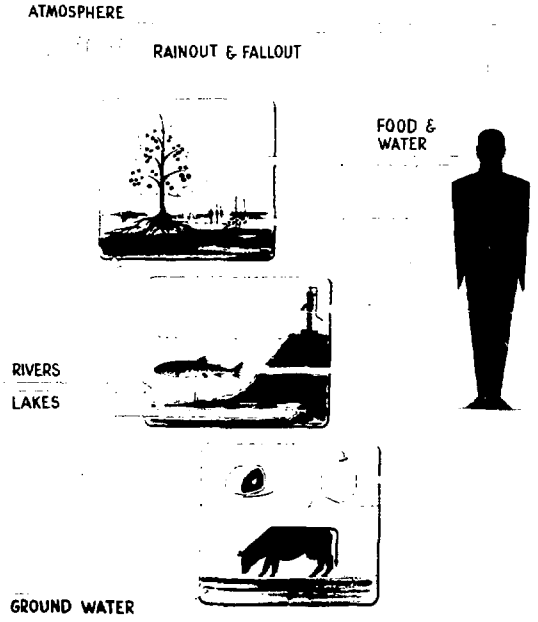 ATMOSPHERE
RAINOUT & FALLOUT
FOOD &
WATER
RIVERS
LAKES
GROUND WATER